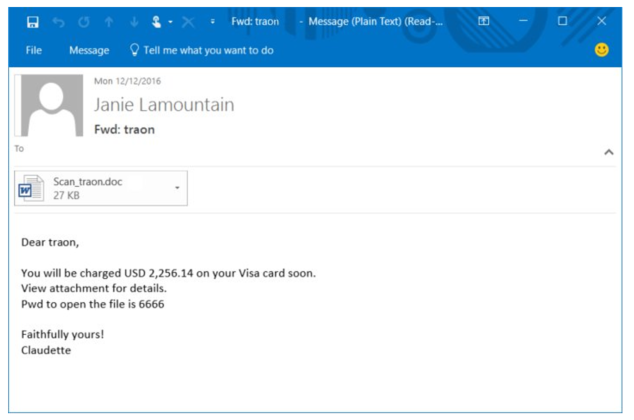 Fwd: traon - Message (Plain Text) (Read-...
File Message Tell me what you want to do
Mon 12/12/2016
Janie Lamountain
Fwd: traon
To
Scan_traon.doc
27 KB
Dear traon,
You will be charged USD 2,256.14 on your Visa card soon.
View attachment for details.
Pwd to open the file is 6666
Faithfully yours!
Claudette